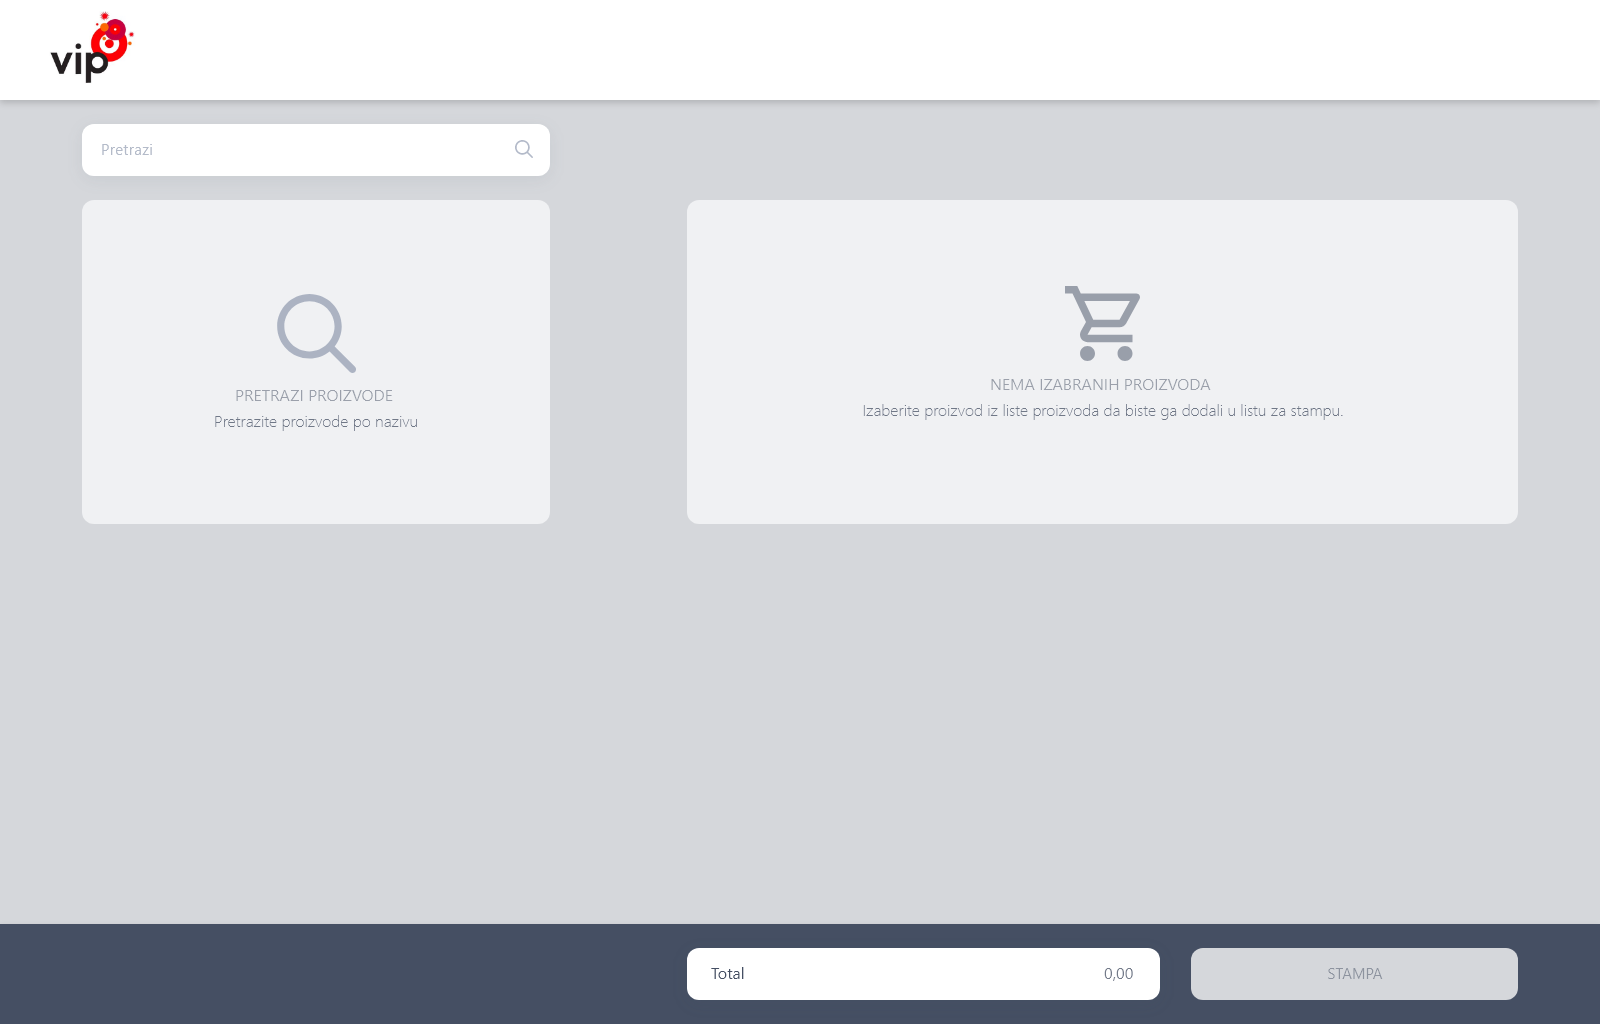 vip
Pretrazi
PRETRAZI PROIZVODE
Pretrazite proizvode po nazivu
NEMA IZABRANIH PROIZVODA
Izaberite proizvod iz liste proizvoda da biste ga dodali u listu za stampu.
Total 0,00
STAMPA